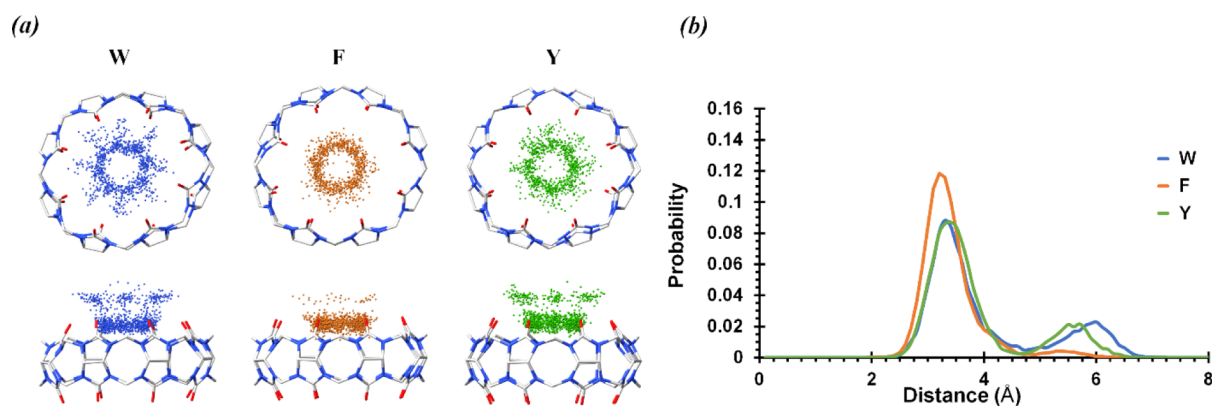 (a)
W F Y
(b)
0.16
0.14
0.12
0.1
0.08
0.06
0.04
0.02
0
Probability
0 2 4 6 8
Distance (Å)
W
F
Y